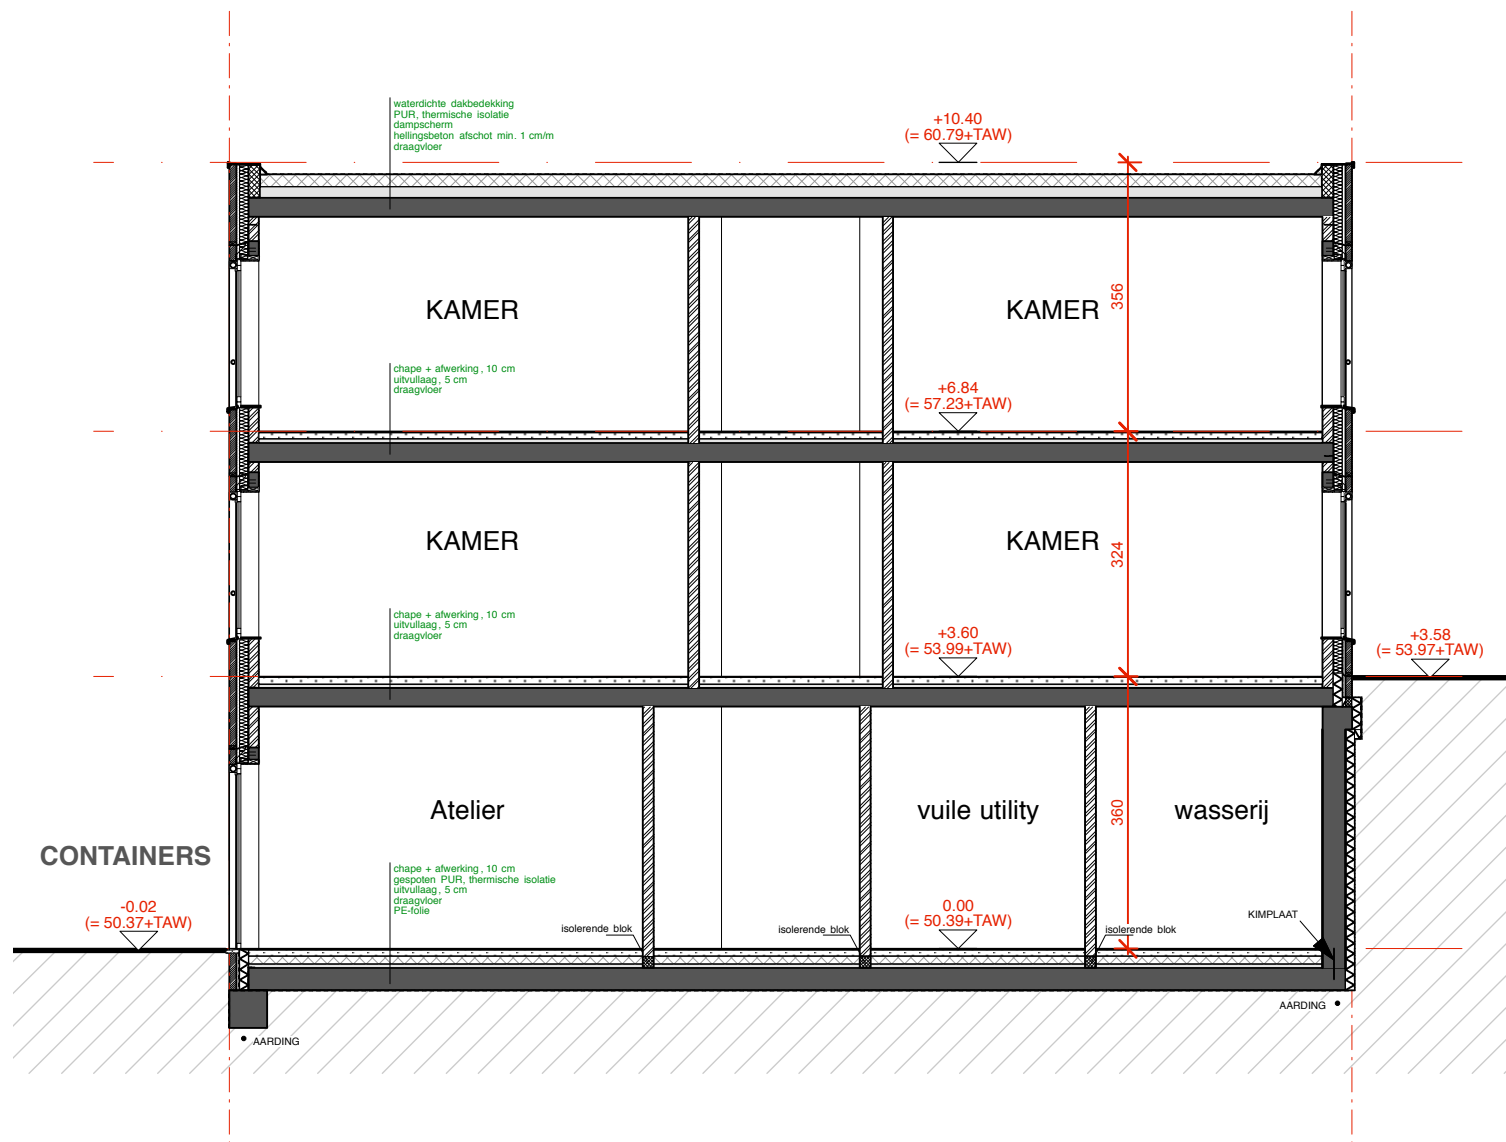 waterdichte dakbedekking
PUR, thermische isolatie
dampscherm
hellingsbeton afschot min. 1 cm/m
draagvloer
+10.40
(= 60.79+TAW)
KAMER
KAMER
356
chape + afwerking, 10 cm
uitvullaag, 5 cm
draagvloer
+6.84
(= 57.23+TAW)
KAMER
KAMER
324
chape + afwerking, 10 cm
uitvullaag, 5 cm
draagvloer
+3.60
(= 53.99+TAW)
+3.58
(= 53.97+TAW)
Atelier
vuile utility
wasserij
360
CONTAINERS
chape + afwerking, 10 cm
gespoten PUR, thermische isolatie
uitvullaag, 5 cm
draagvloer
PE-folie
-0.02
(= 50.37+TAW)
0.00
(= 50.39+TAW)
KIMPLAAT
isolerende blok
isolerende blok
isolerende blok
AARDING
AARDING